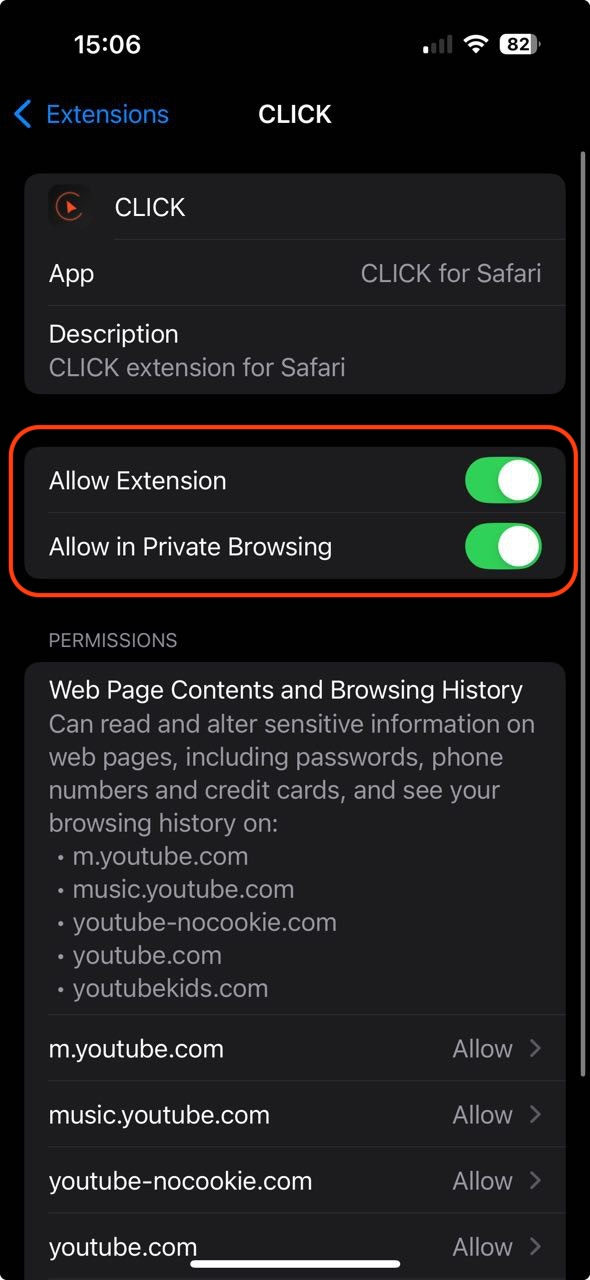 15:06
82
Extensions
CLICK
CLICK
App
CLICK for Safari
Description
CLICK extension for Safari
Allow Extension
Allow in Private Browsing
PERMISSIONS
Web Page Contents and Browsing History
Can read and alter sensitive information on
web pages, including passwords, phone
numbers and credit cards, and see your
browsing history on:
• m.youtube.com
• music.youtube.com
• youtube-nocookie.com
• youtube.com
• youtubekids.com
m.youtube.com Allow
music.youtube.com Allow
youtube-nocookie.com Allow
youtube.com Allow